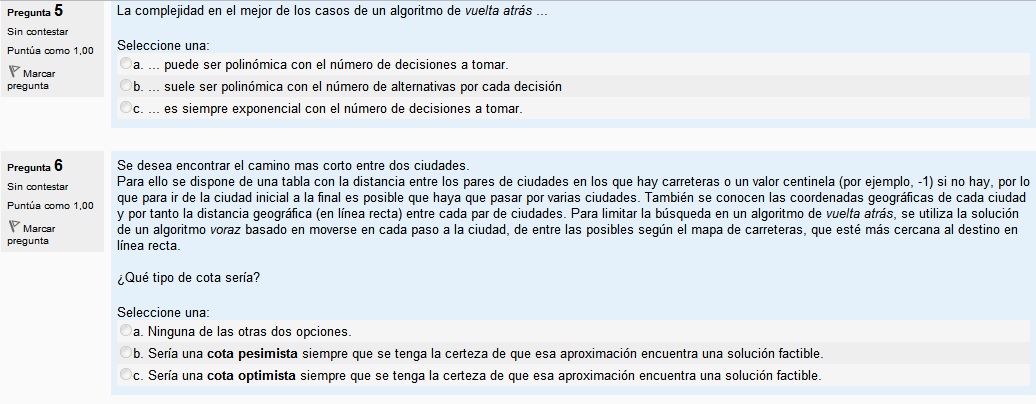 Pregunta 5
Sin contestar
Puntúa como 1,00
Marcar
pregunta
La complejidad en el mejor de los casos de un algoritmo de vuelta atrás ...
Seleccione una:
a. ... puede ser polinómica con el número de decisiones a tomar.
b. ... suele ser polinómica con el número de alternativas por cada decisión
c. ... es siempre exponencial con el número de decisiones a tomar.
Pregunta 6
Sin contestar
Puntúa como 1,00
Marcar
pregunta
Se desea encontrar el camino mas corto entre dos ciudades.
Para ello se dispone de una tabla con la distancia entre los pares de ciudades en los que hay carreteras o un valor centinela (por ejemplo, -1) si no hay, por lo
que para ir de la ciudad inicial a la final es posible que haya que pasar por varias ciudades. También se conocen las coordenadas geográficas de cada ciudad
y por tanto la distancia geográfica (en línea recta) entre cada par de ciudades. Para limitar la búsqueda en un algoritmo de vuelta atrás, se utiliza la solución
de un algoritmo voraz basado en moverse en cada paso a la ciudad, de entre las posibles según el mapa de carreteras, que esté más cercana al destino en
línea recta.
¿Qué tipo de cota sería?
Seleccione una:
a. Ninguna de las otras dos opciones.
b. Sería una cota pesimista siempre que se tenga la certeza de que esa aproximación encuentra una solución factible.
c. Sería una cota optimista siempre que se tenga la certeza de que esa aproximación encuentra una solución factible.